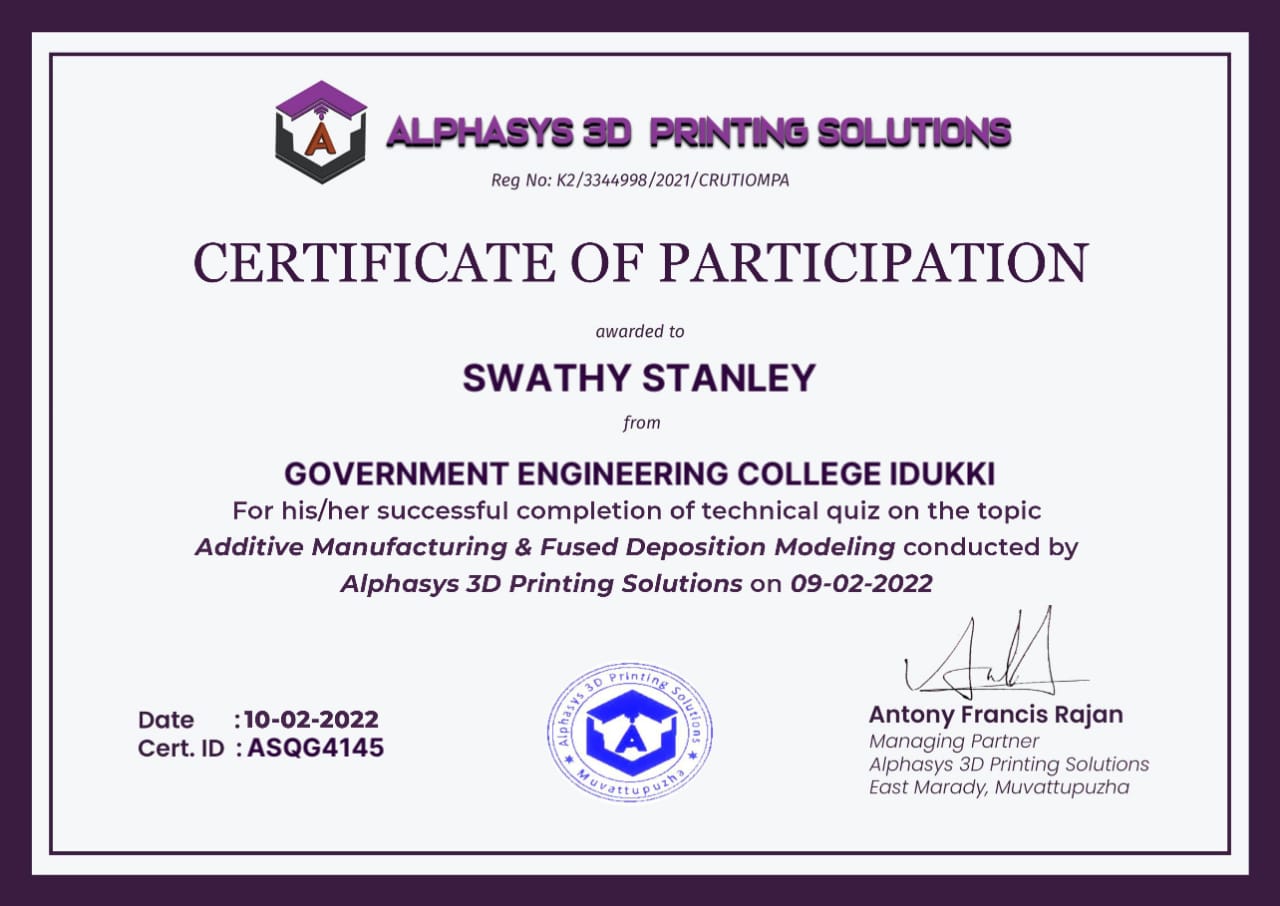 A
ALPHASYS 3D PRINTING SOLUTIONS
Reg No: K2/3344998/2021/CRUTIOMPA
CERTIFICATE OF PARTICIPATION
awarded to
SWATHY STANLEY
from
GOVERNMENT ENGINEERING COLLEGE IDUKKI
For his/her successful completion of technical quiz on the topic
Additive Manufacturing & Fused Deposition Modeling conducted by
Alphasys 3D Printing Solutions on 09-02-2022
Date : 10-02-2022
Cert. ID : ASQG4145
Alphasys 3D Printing Solutions
A
★ Muvattupuzha ★
Antony Francis Rajan
Managing Partner
Alphasys 3D Printing Solutions
East Marady, Muvattupuzha